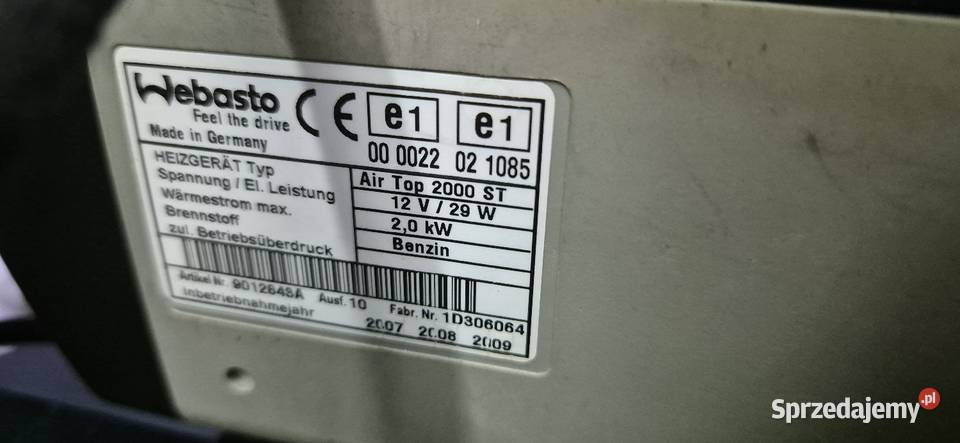 Webasto
Feel the drive
Made in Germany
CE e1 e1
00 0022 02 1085
HEIZGERÄT Typ Air Top 2000 ST
Spannung / El. Leistung 12 V / 29 W
Wärmestrom max. 2,0 kW
Brennstoff Benzin
zul. Betriebsüberdruck
Artikel Nr. 9012848A Ausf. 10 Fabr. Nr. 1D306064
Inbetriebnahmejahr 2007 2008 2009
Sprzedajemy.pl